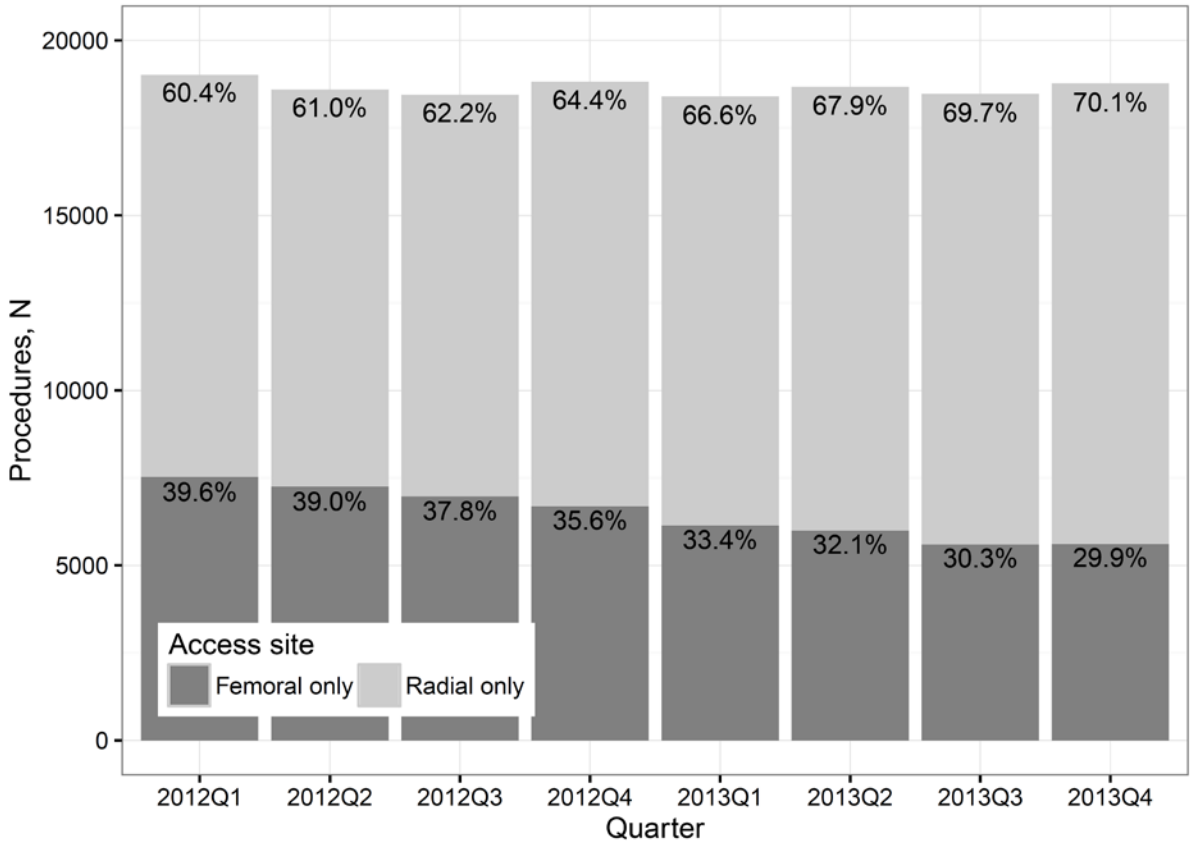 20000
15000
10000
5000
0
Procedures, N
60.4%
61.0%
62.2%
64.4%
66.6%
67.9%
69.7%
70.1%
39.6%
39.0%
37.8%
35.6%
33.4%
32.1%
30.3%
29.9%
Access site
Femoral only
Radial only
2012Q1
2012Q2
2012Q3
2012Q4
2013Q1
2013Q2
2013Q3
2013Q4
Quarter